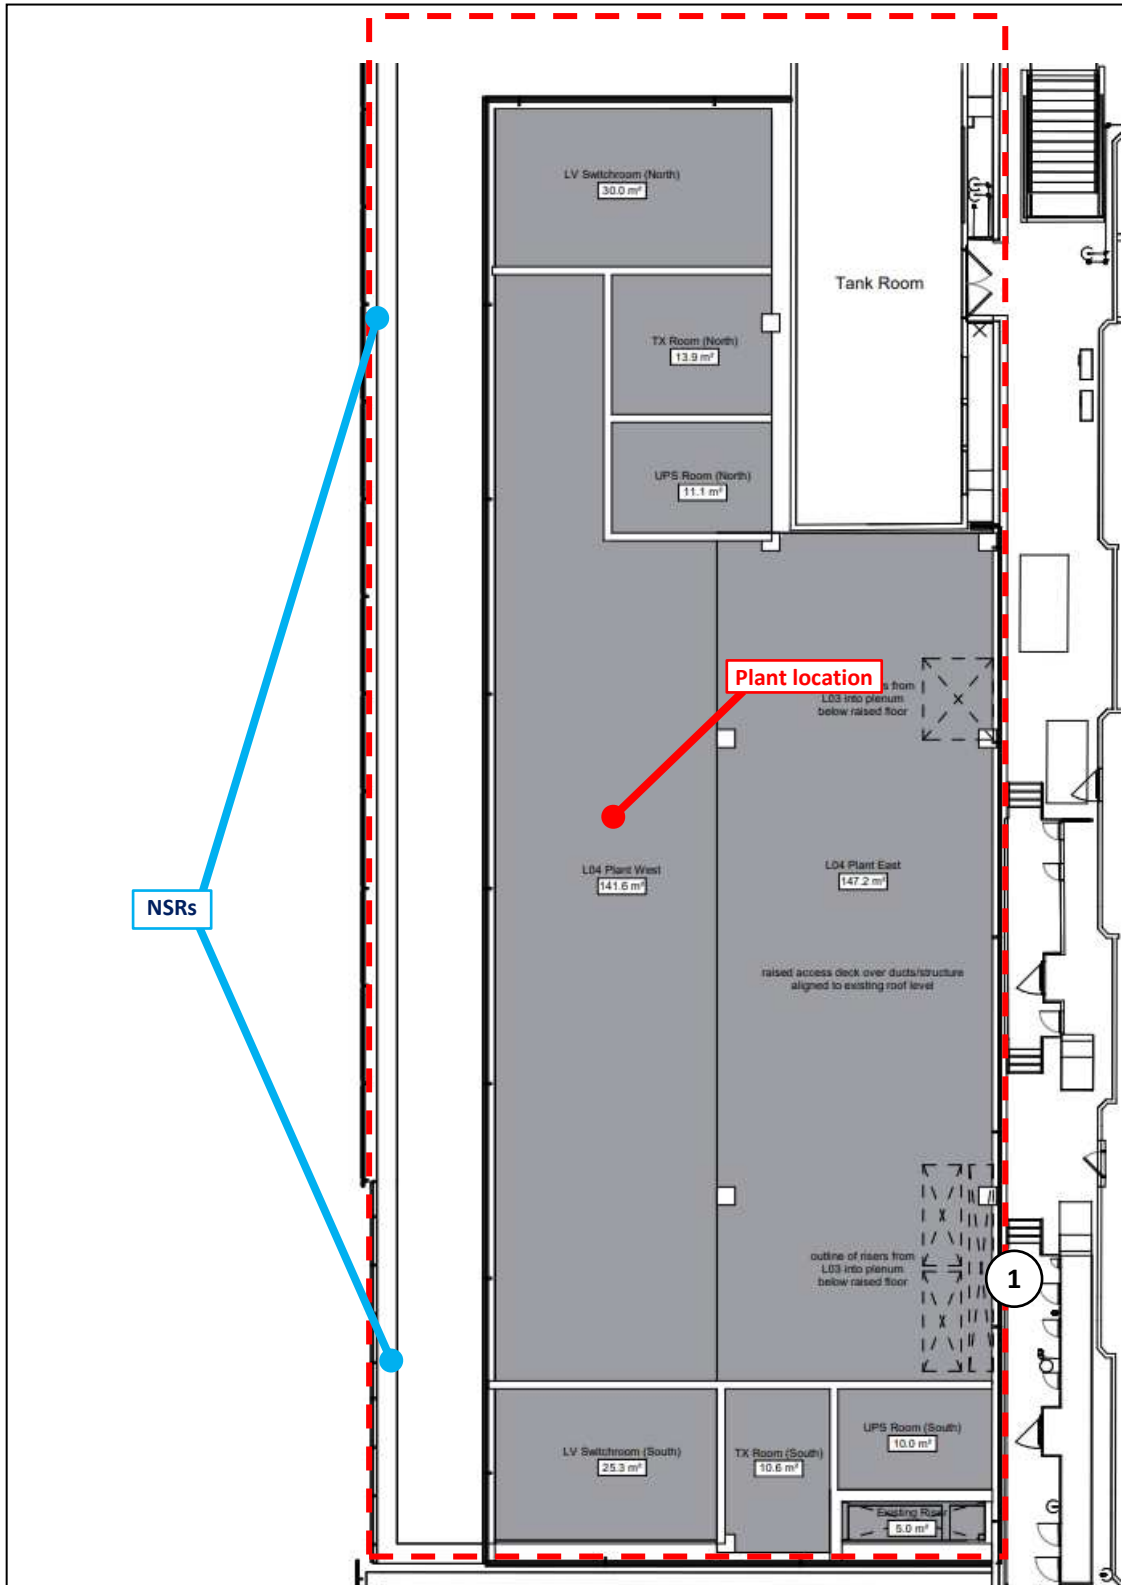 LV Switchroom (North)
30.0 m²
Tank Room
TX Room (North)
13.9 m²
UPS Room (North)
11.1 m²
Plant location
from
L03 into plenum
below raised floor
L04 Plant West
141.6 m²
L04 Plant East
147.2 m²
NSRs
raised access deck over ducts/structure
aligned to existing roof level
outline of risers from
L03 into plenum
below raised floor
1
UPS Room (South)
10.0 m²
LV Switchroom (South)
25.3 m²
TX Room (South)
10.6 m²
Existing Riser
5.0 m²